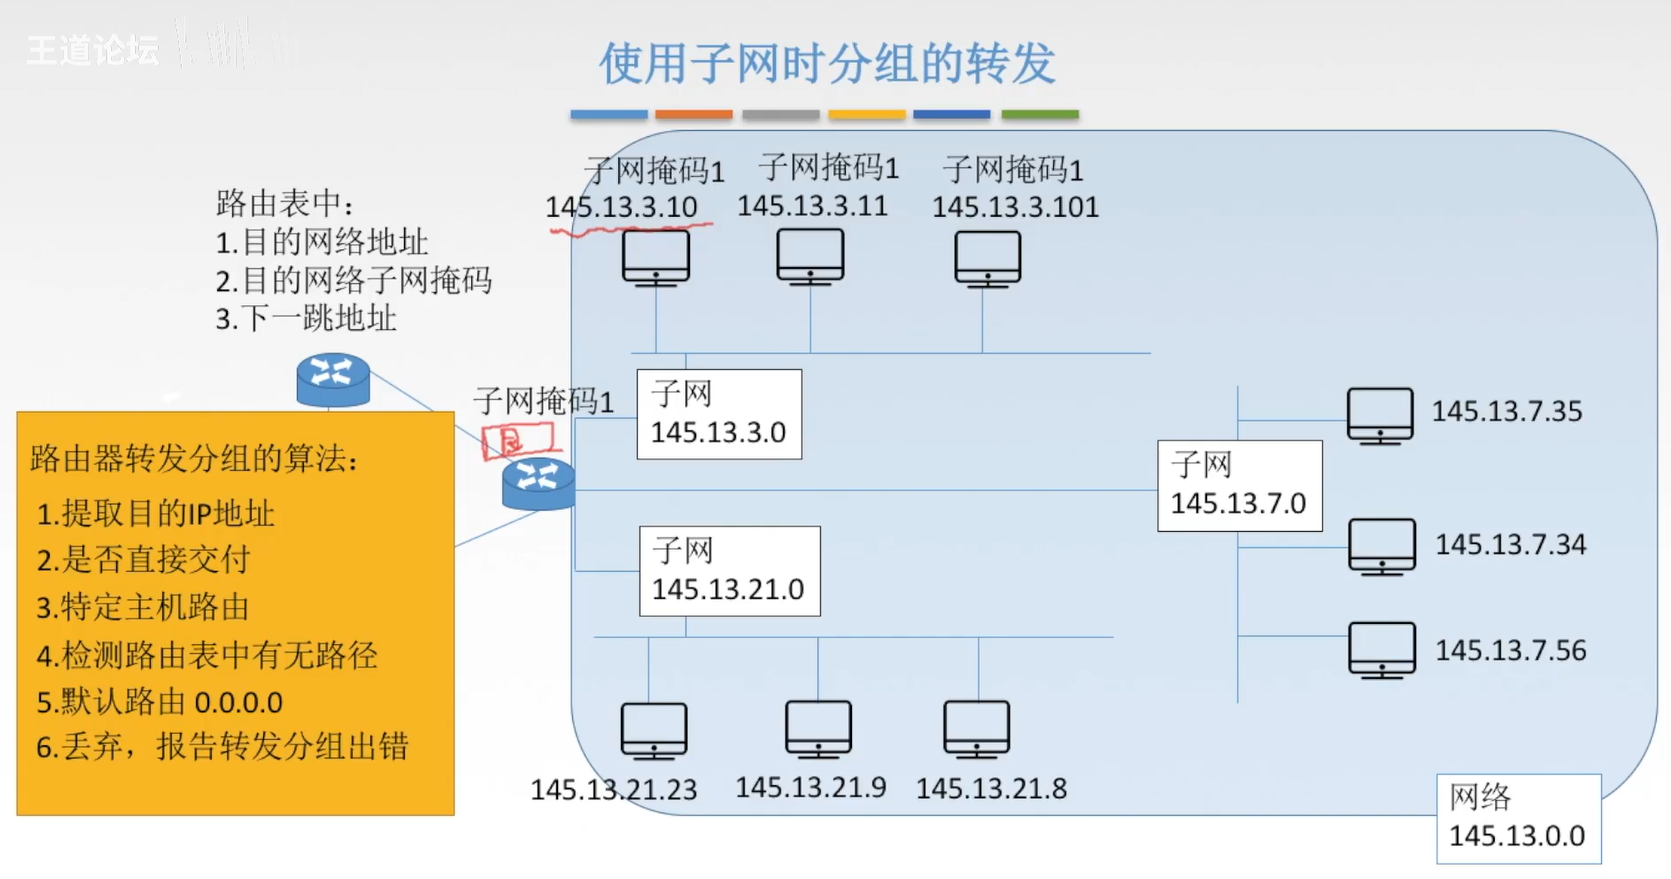 王道论坛
使用子网时分组的转发
路由表中：
1.目的网络地址
2.目的网络子网掩码
3.下一跳地址
子网掩码1
145.13.3.10
子网掩码1
145.13.3.11
子网掩码1
145.13.3.101
子网掩码1
子网
145.13.3.0
路由器转发分组的算法：
1.提取目的IP地址
2.是否直接交付
3.特定主机路由
4.检测路由表中有无路径
5.默认路由 0.0.0.0
6.丢弃，报告转发分组出错
子网
145.13.21.0
子网
145.13.7.0
145.13.7.35
145.13.7.34
145.13.7.56
145.13.21.23
145.13.21.9
145.13.21.8
网络
145.13.0.0